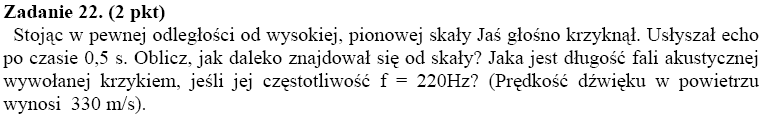 Zadanie 22. (2 pkt)
Stojąc w pewnej odległości od wysokiej, pionowej skały Jaś głośno krzyknął. Usłyszał echo
po czasie 0,5 s. Oblicz, jak daleko znajdował się od skały? Jaka jest długość fali akustycznej
wywołanej krzykiem, jeśli jej częstotliwość f = 220Hz? (Prędkość dźwięku w powietrzu
wynosi 330 m/s).